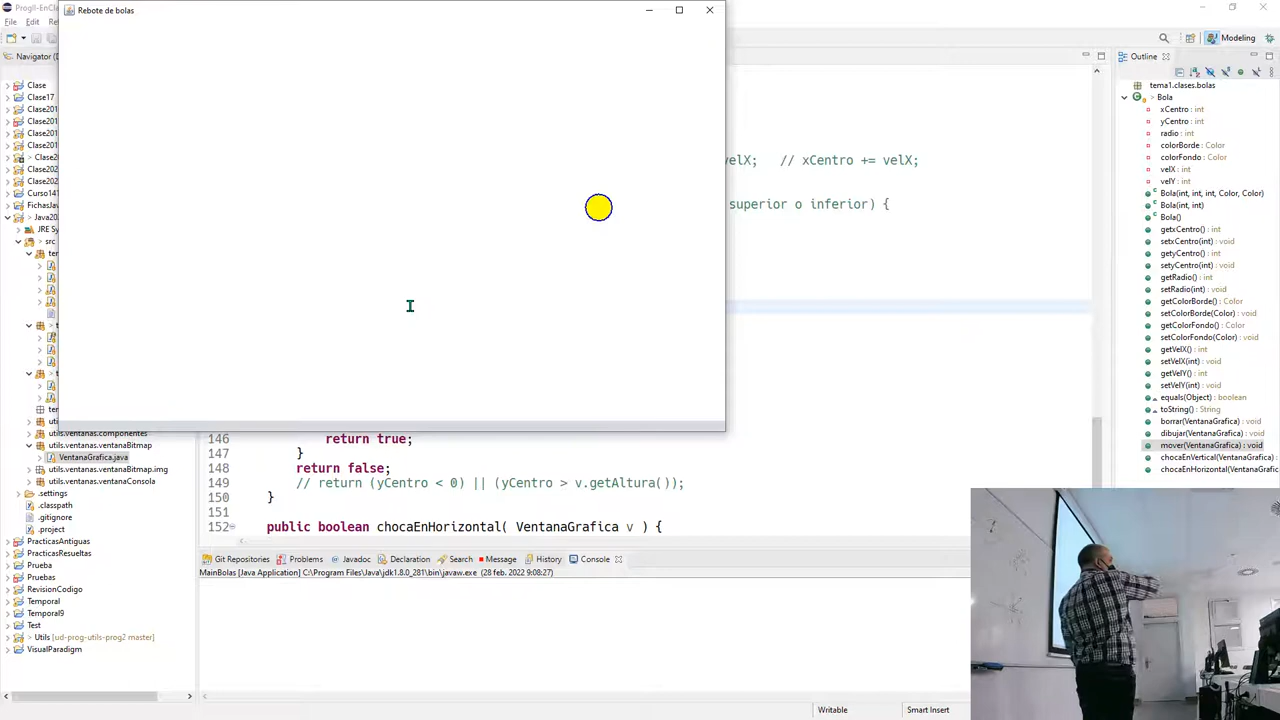 ProgII-EnCla
Rebote de bolas
File
Edit
Modeling
Navigator
Outline
tema1.clases.bolas
Clase
Bola
Clase17
xCentro : int
Clase201
yCentro : int
Clase201
radio : int
Clase201
colorBorde : Color
Clase201
colorFondo : Color
Clase202
velX : int
Clase202
velY : int
Curso141
Bola(int, int, int, Color, Color)
FichasJav
Bola(int, int)
Java20
Bola()
JRE Sy
getxCentro() : int
src
setxCentro(int) : void
getyCentro() : int
setyCentro(int) : void
getRadio() : int
setRadio(int) : void
getColorBorde() : Color
setColorBorde(Color) : void
getColorFondo() : Color
setColorFondo(Color) : void
getVelX() : int
setVelX(int) : void
getVelY() : int
setVelY(int) : void
equals(Object) : boolean
toString() : String
borrar(VentanaGrafica) : void
dibujar(VentanaGrafica) : void
mover(VentanaGrafica) : void
chocaEnVertical(VentanaGrafica) :
chocaEnHorizontal(VentanaGrafic
velX;   // xCentro += velX;
superior o inferior) {
utils.ventanas.componentes
utils.ventanas.ventanaBitmap
VentanaGrafica.java
utils.ventanas.ventanaBitmap.img
utils.ventanas.ventanaConsola
.settings
.classpath
.gitignore
.project
PracticasAntiguas
PracticasResueltas
Prueba
Pruebas
RevisionCodigo
Temporal
Temporal9
Test
Utils [ud-prog-utils-prog2 master]
VisualParadigm
146 return true;
147 }
148 return false;
149 // return (yCentro < 0) || (yCentro > v.getAltura());
150 }
151
152 public boolean chocaEnHorizontal( VentanaGrafica v ) {
Git Repositories Problems Javadoc Declaration Search Message History Console
MainBolas [Java Application] C:\Program Files\Java\jdk1.8.0_281\bin\javaw.exe (28 feb. 2022 9:08:27)
Writable
Smart Insert